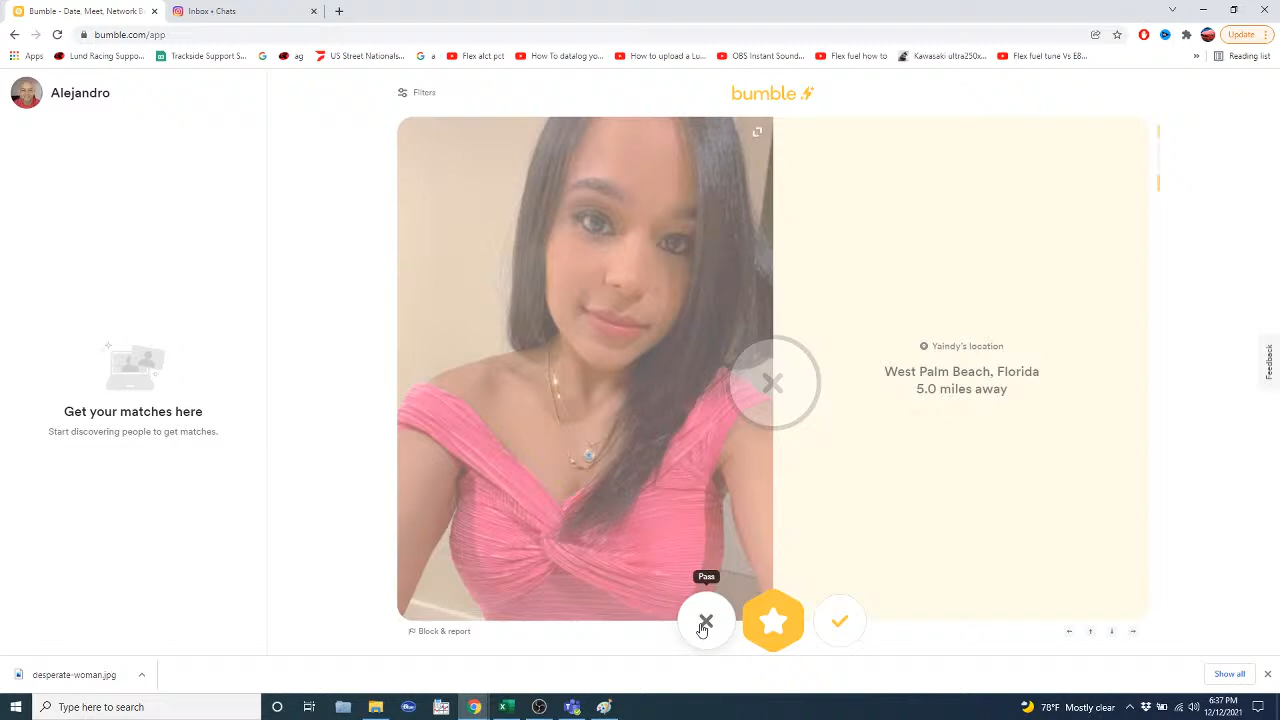 Bumble - Date, Meet, Network B
Inbox + Chats
bumble.com/app
Update
Apps
Lund Racing Suppo...
Trackside Support S...
ag
US Street Nationals...
a
Flex alct pct
How To datalog yo...
How to upload a Lu...
OBS Instant Sound...
Flex fuel how to
Kawasaki ultra250x...
Flex fuel tune Vs E8...
»
Reading list
Alejandro
Filters
bumble
Yaindy's location
West Palm Beach, Florida
5.0 miles away
Feedback
Get your matches here
Start discovering people to get matches.
Pass
Block & report
desperate-woman.jpg
Show all
Type here to search
78°F Mostly clear
6:37 PM
12/12/2021